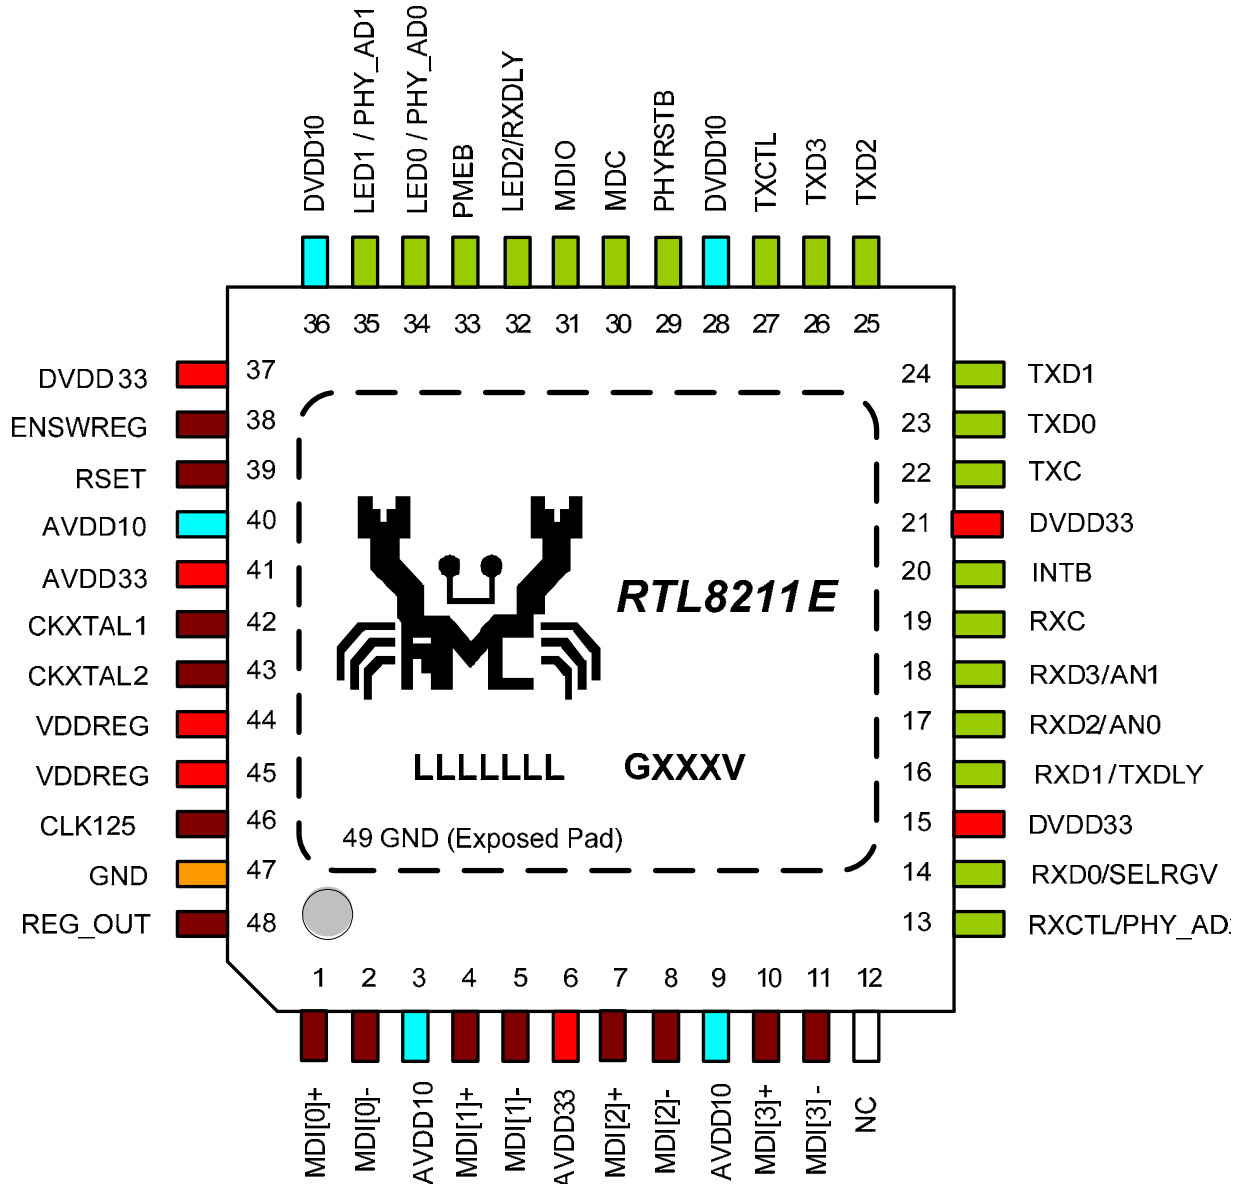 DVDD10
LED1 / PHY_AD1
LED0 / PHY_AD0
PMEB
LED2/RXDLY
MDIO
MDC
PHYRSTB
DVDD10
TXCTL
TXD3
TXD2
36 35 34 33 32 31 30 29 28 27 26 25
DVDD33 37
ENSWREG 38
RSET 39
AVDD10 40
AVDD33 41
CKXTAL1 42
CKXTAL2 43
VDDREG 44
VDDREG 45
CLK125 46
GND 47
REG_OUT 48
RTL8211E
LLLLLLL GXXXV
49 GND (Exposed Pad)
24 TXD1
23 TXD0
22 TXC
21 DVDD33
20 INTB
19 RXC
18 RXD3/AN1
17 RXD2/AN0
16 RXD1/TXDLY
15 DVDD33
14 RXD0/SELRGV
13 RXCTL/PHY_AD
1 2 3 4 5 6 7 8 9 10 11 12
MDI[0]+
MDI[0]-
AVDD10
MDI[1]+
MDI[1]-
AVDD33
MDI[2]+
MDI[2]-
AVDD10
MDI[3]+
MDI[3]-
NC